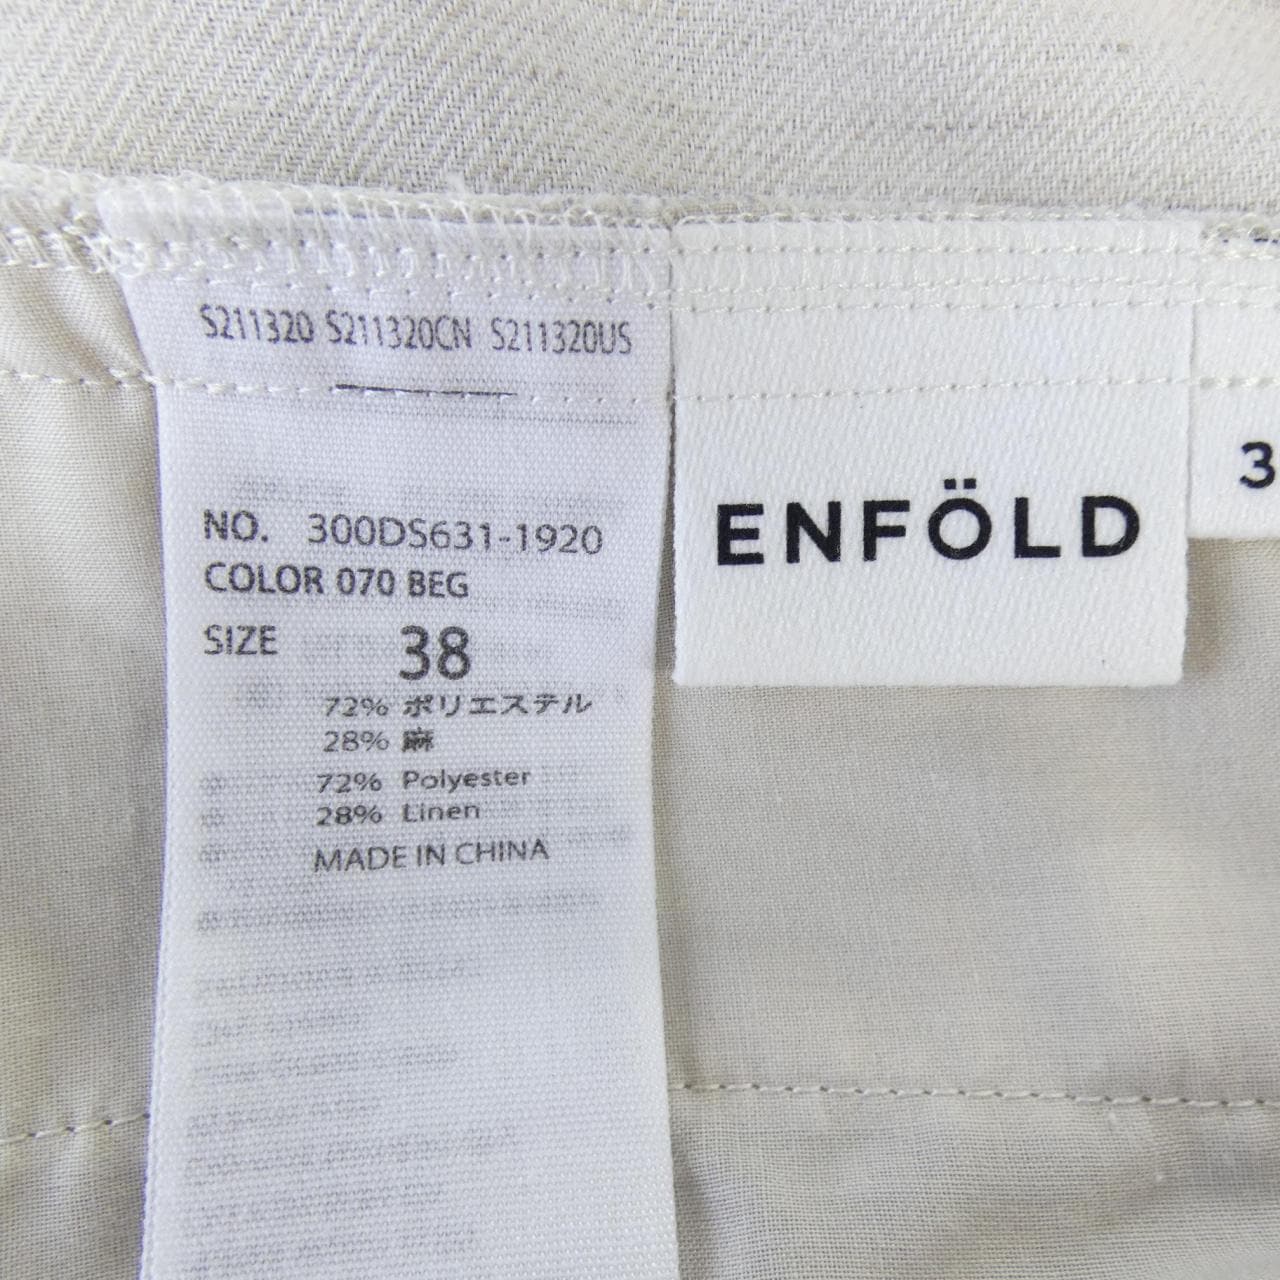 S211320 S211320CN S211320US
NO. 300DS631-1920
COLOR 070 BEG
SIZE 38
72% ポリエステル
28% 麻
72% Polyester
28% Linen
MADE IN CHINA
ENFÖLD
3